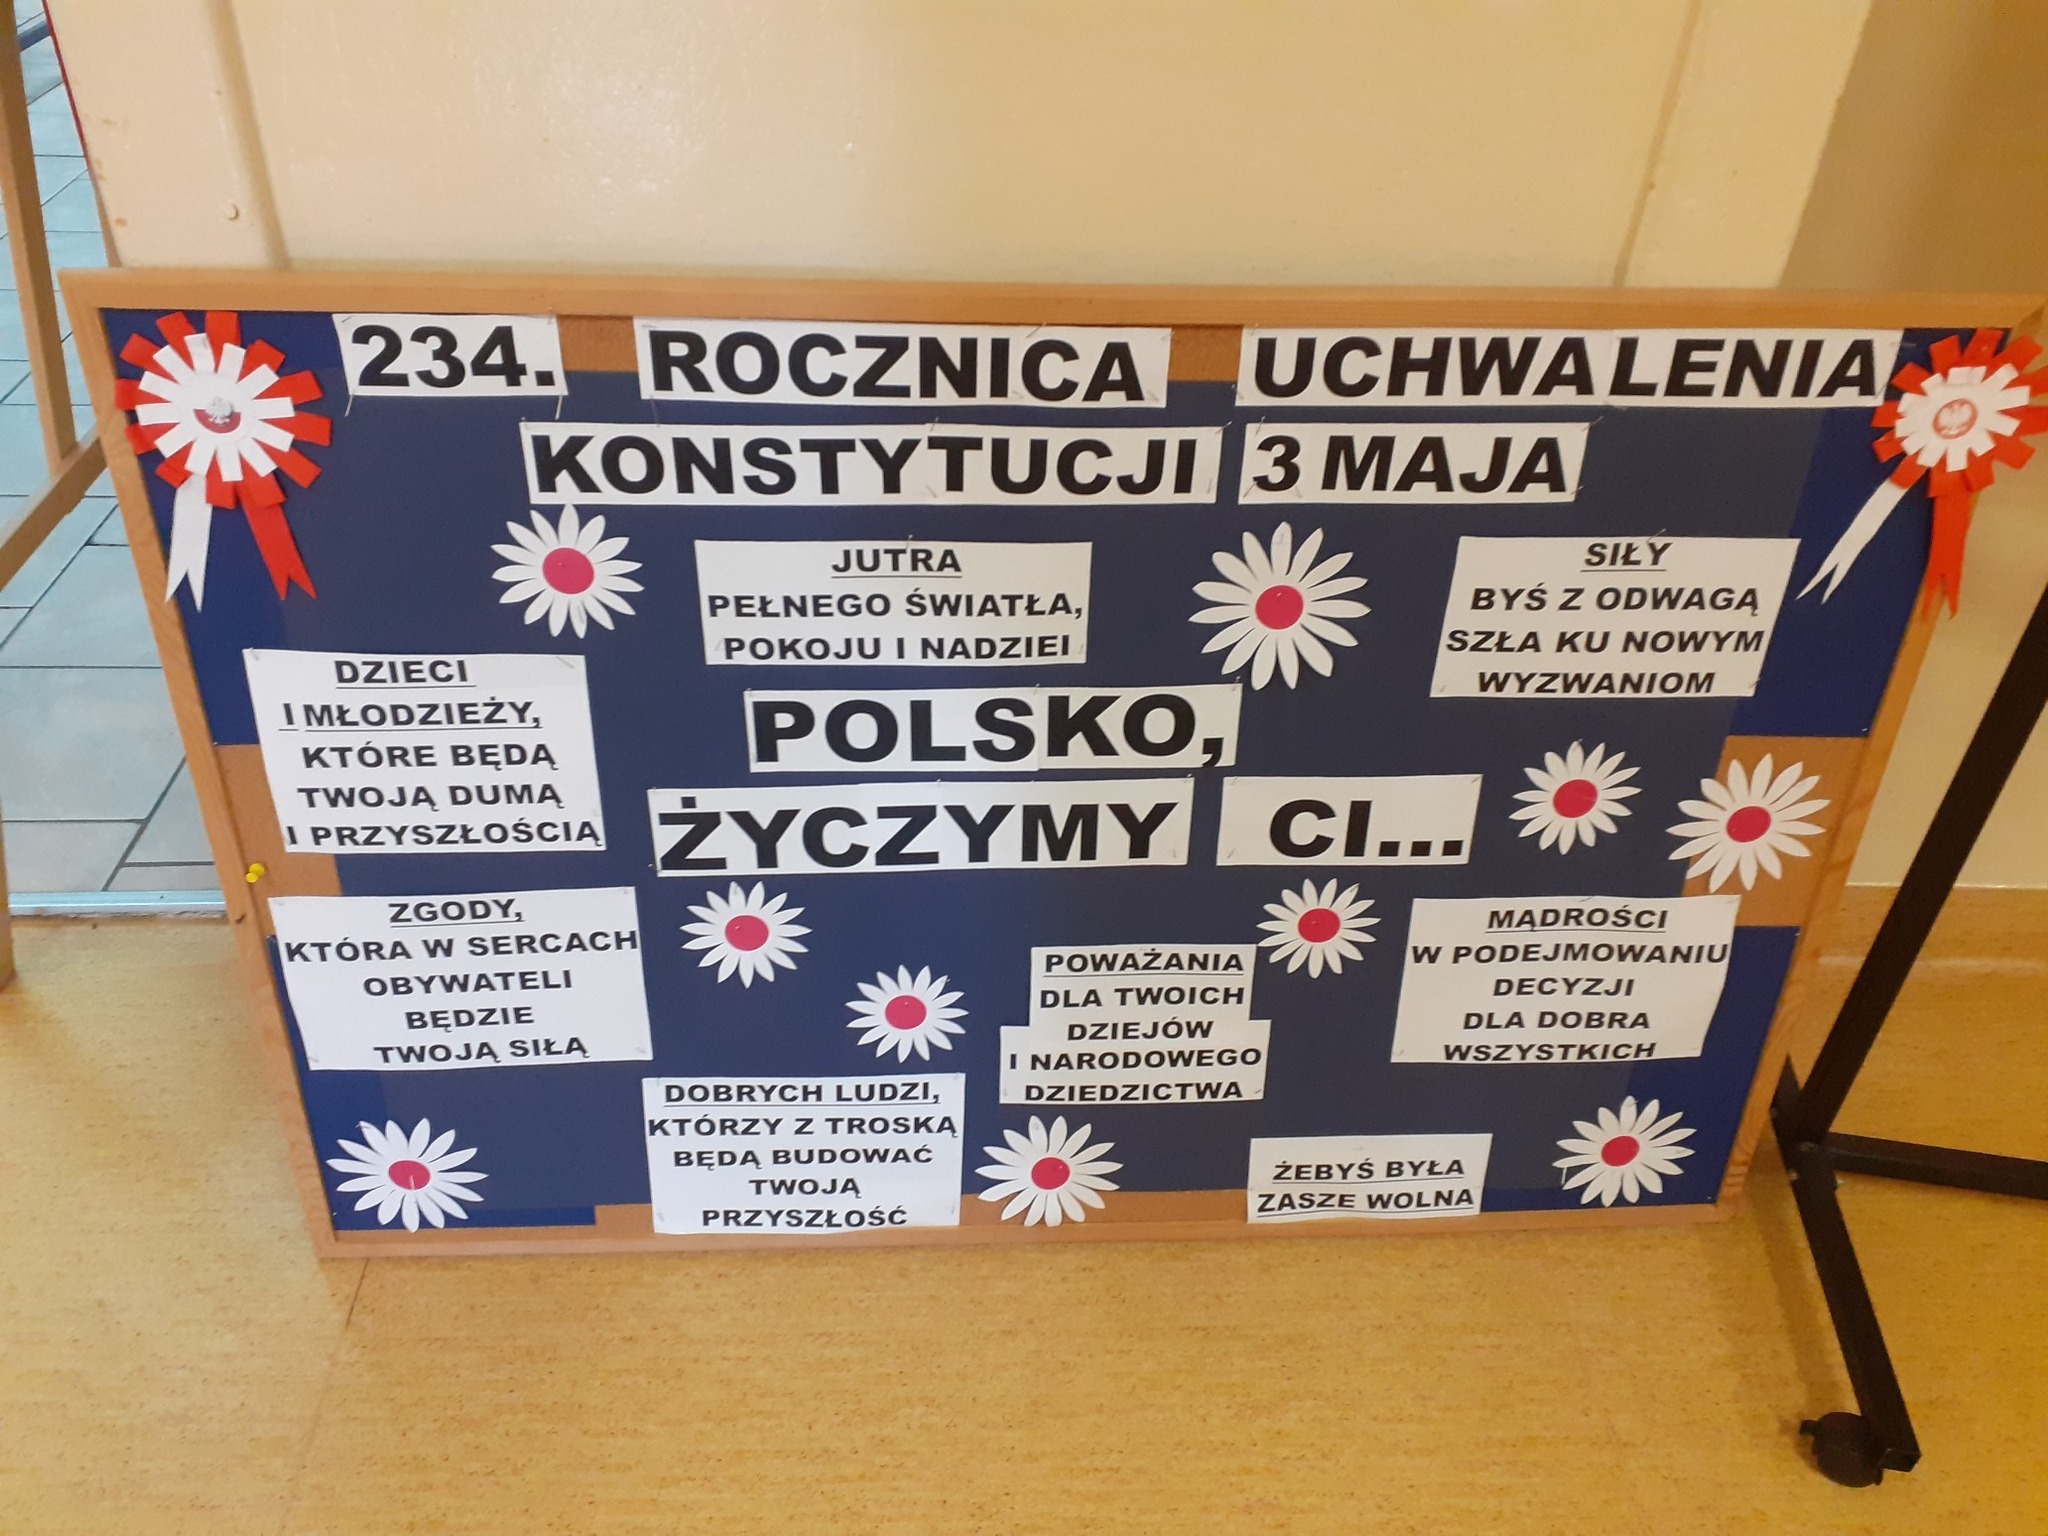 234. ROCZNICA UCHWALENIA
KONSTYTUCJI 3 MAJA
JUTRA
PEŁNEGO ŚWIATŁA,
POKOJU I NADZIEI
SIŁY
BYŚ Z ODWAGĄ
SZŁA KU NOWYM
WYZWANIOM
DZIECI
I MŁODZIEŻY,
KTÓRE BĘDĄ
TWOJĄ DUMĄ
I PRZYSZŁOŚCIĄ
POLSKO,
ŻYCZYMY CI...
ZGODY,
KTÓRA W SERCACH
OBYWATELI
BĘDZIE
TWOJĄ SIŁĄ
POWAŻANIA
DLA TWOICH
DZIEJÓW
I NARODOWEGO
DZIEDZICTWA
MĄDROŚCI
W PODEJMOWANIU
DECYZJI
DLA DOBRA
WSZYSTKICH
DOBRYCH LUDZI,
KTÓRZY Z TROSKĄ
BĘDĄ BUDOWAĆ
TWOJĄ
PRZYSZŁOŚĆ
ŻEBYŚ BYŁA
ZASZE WOLNA